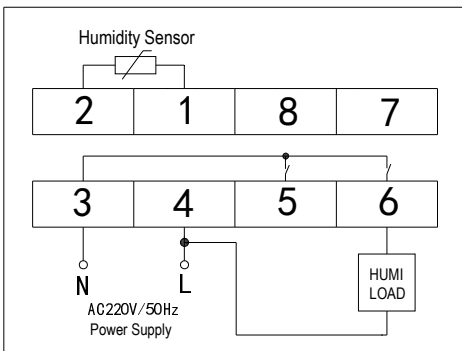 Humidity Sensor
2 1 8 7
3 4 5 6
N L
AC220V/50Hz
Power Supply
HUMI
LOAD